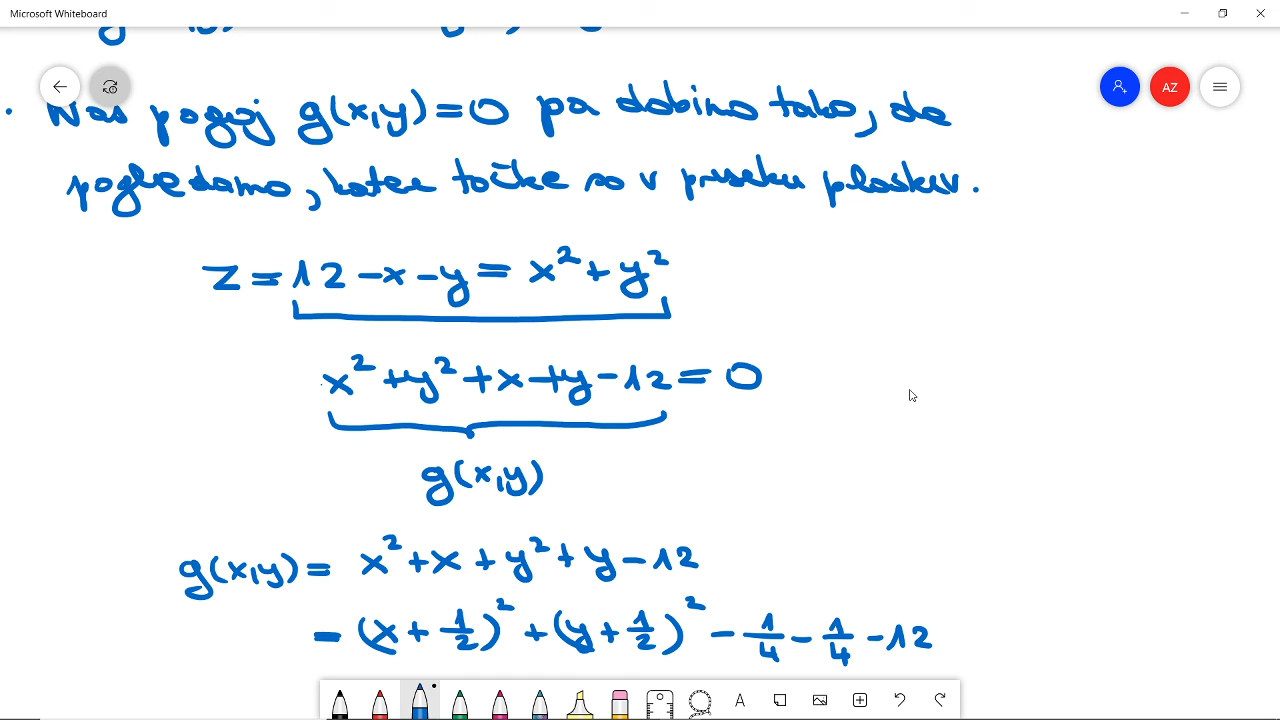 Microsoft Whiteboard
AZ
• Naš pogoj g(x,y)=0 pa dobimo tako, da
pogledamo, katere točke so v preseku ploskev.
z = 12 - x - y = x² + y²
x² + y² + x + y - 12 = 0
g(x,y)
g(x,y) = x² + x + y² + y - 12
= (x + 1/2)² + (y + 1/2)² - 1/4 - 1/4 - 12
A